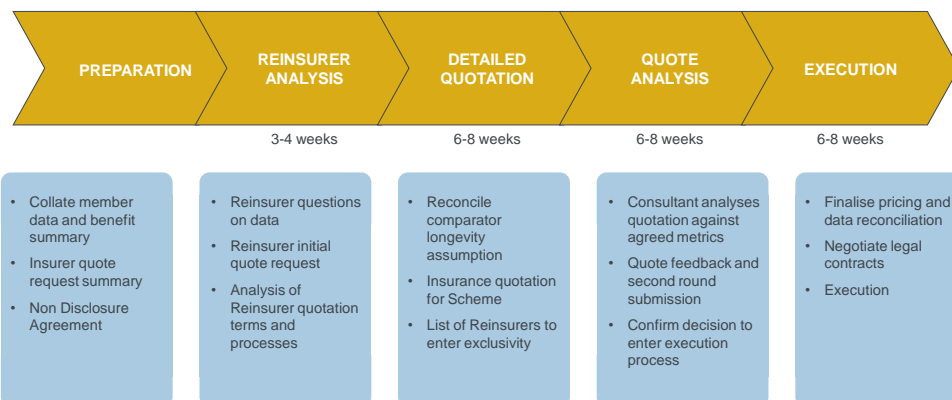 PREPARATION
REINSURER
ANALYSIS
DETAILED
QUOTATION
QUOTE
ANALYSIS
EXECUTION
3-4 weeks
6-8 weeks
6-8 weeks
6-8 weeks
• Collate member
data and benefit
summary
• Insurer quote
request summary
• Non Disclosure
Agreement
• Reinsurer questions
on data
• Reinsurer initial
quote request
• Analysis of
Reinsurer quotation
terms and
processes
• Reconcile
comparator
longevity
assumption
• Insurance quotation
for Scheme
• List of Reinsurers to
enter exclusivity
• Consultant analyses
quotation against
agreed metrics
• Quote feedback and
second round
submission
• Confirm decision to
enter execution
process
• Finalise pricing and
data reconciliation
• Negotiate legal
contracts
• Execution